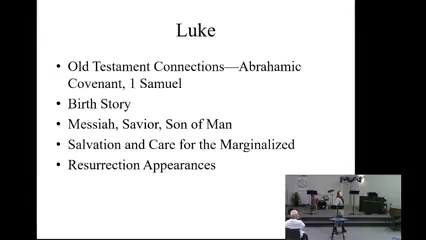 Luke
• Old Testament Connections—Abrahamic
Covenant, 1 Samuel
• Birth Story
• Messiah, Savior, Son of Man
• Salvation and Care for the Marginalized
• Resurrection Appearances